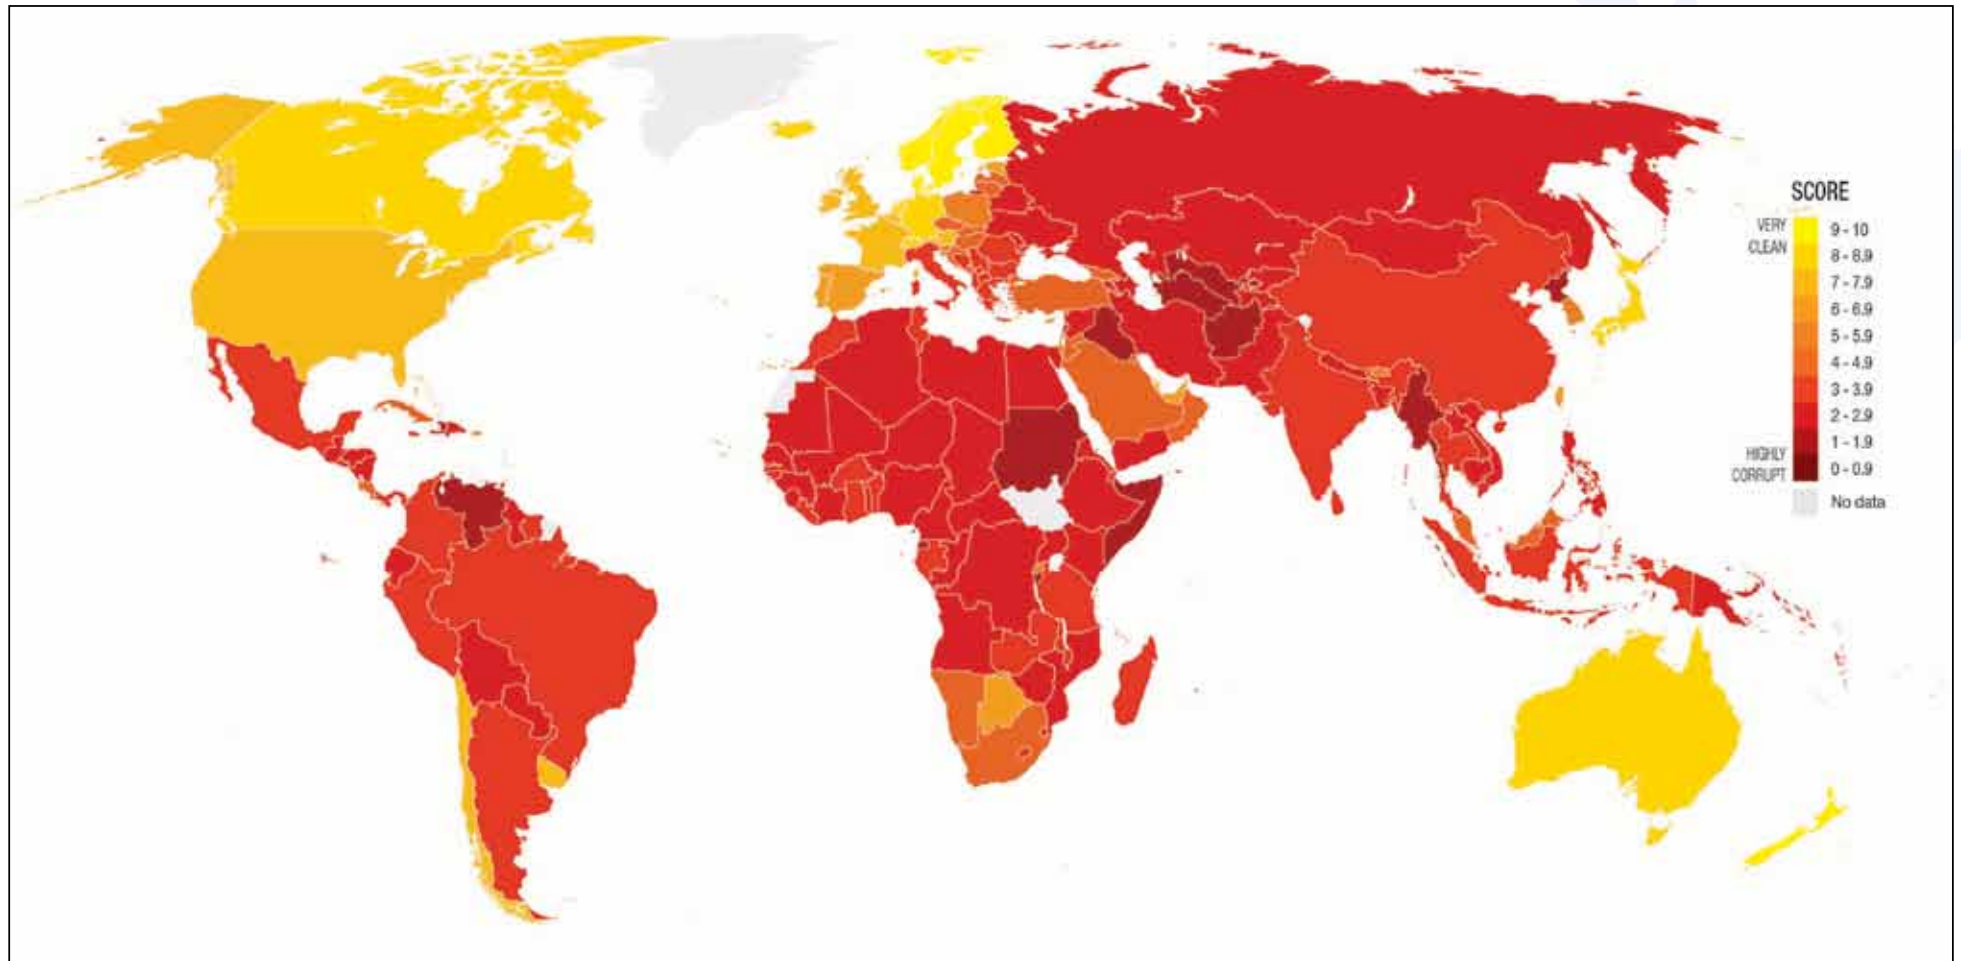 SCORE
VERY
CLEAN
9 - 10
8 - 8.9
7 - 7.9
6 - 6.9
5 - 5.9
4 - 4.9
3 - 3.9
2 - 2.9
1 - 1.9
0 - 0.9
HIGHLY
CORRUPT
No data